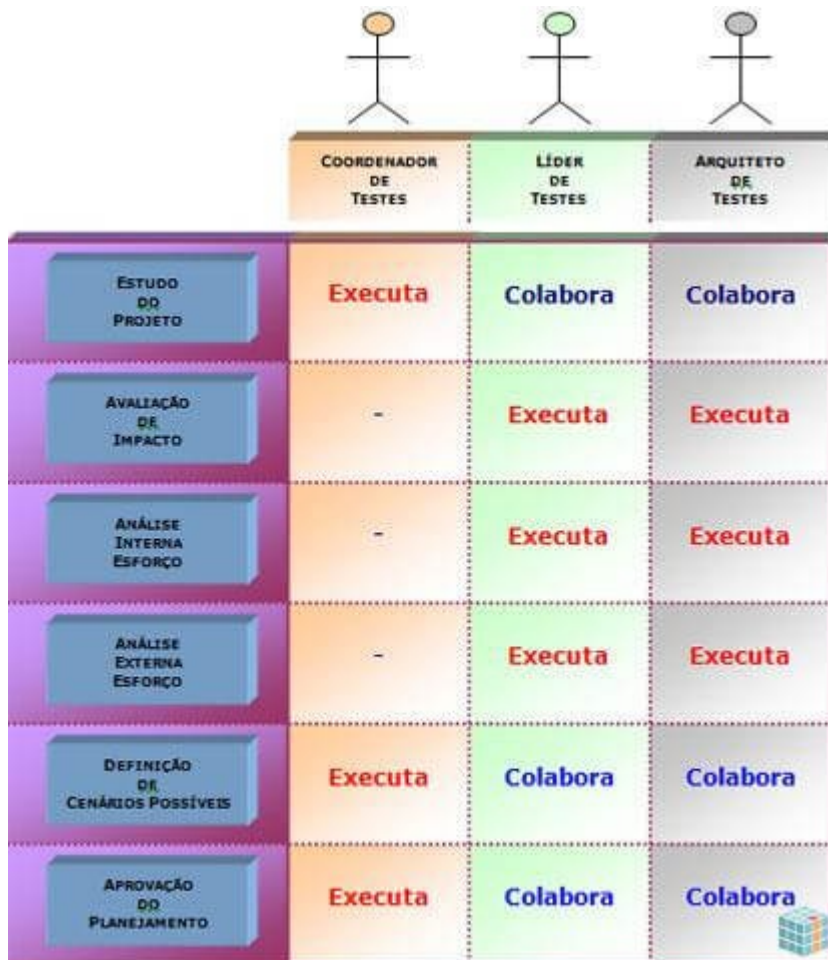 COORDENADOR
DE
TESTES
LÍDER
DE
TESTES
ARQUITETO
DE
TESTES
ESTUDO
DO
PROJETO
Executa
Colabora
Colabora
AVALIAÇÃO
DE
IMPACTO
-
Executa
Executa
ANÁLISE
INTERNA
ESFORÇO
-
Executa
Executa
ANÁLISE
EXTERNA
ESFORÇO
-
Executa
Executa
DEFINIÇÃO
DE
CENÁRIOS POSSÍVEIS
Executa
Colabora
Colabora
APROVAÇÃO
DO
PLANEJAMENTO
Executa
Colabora
Colabora